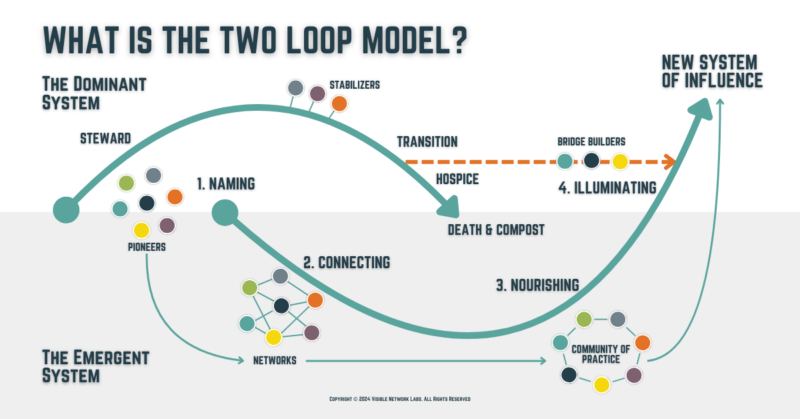 WHAT IS THE TWO LOOP MODEL?
THE DOMINANT
SYSTEM
STEWARD
STABILIZERS
NEW SYSTEM
OF INFLUENCE
TRANSITION
BRIDGE BUILDERS
HOSPICE
4. ILLUMINATING
1. NAMING
DEATH & COMPOST
PIONEERS
2. CONNECTING
3. NOURISHING
NETWORKS
COMMUNITY OF
PRACTICE
THE EMERGENT
SYSTEM
COPYRIGHT © 2024 VISIBLE NETWORK LABS. ALL RIGHTS RESERVED